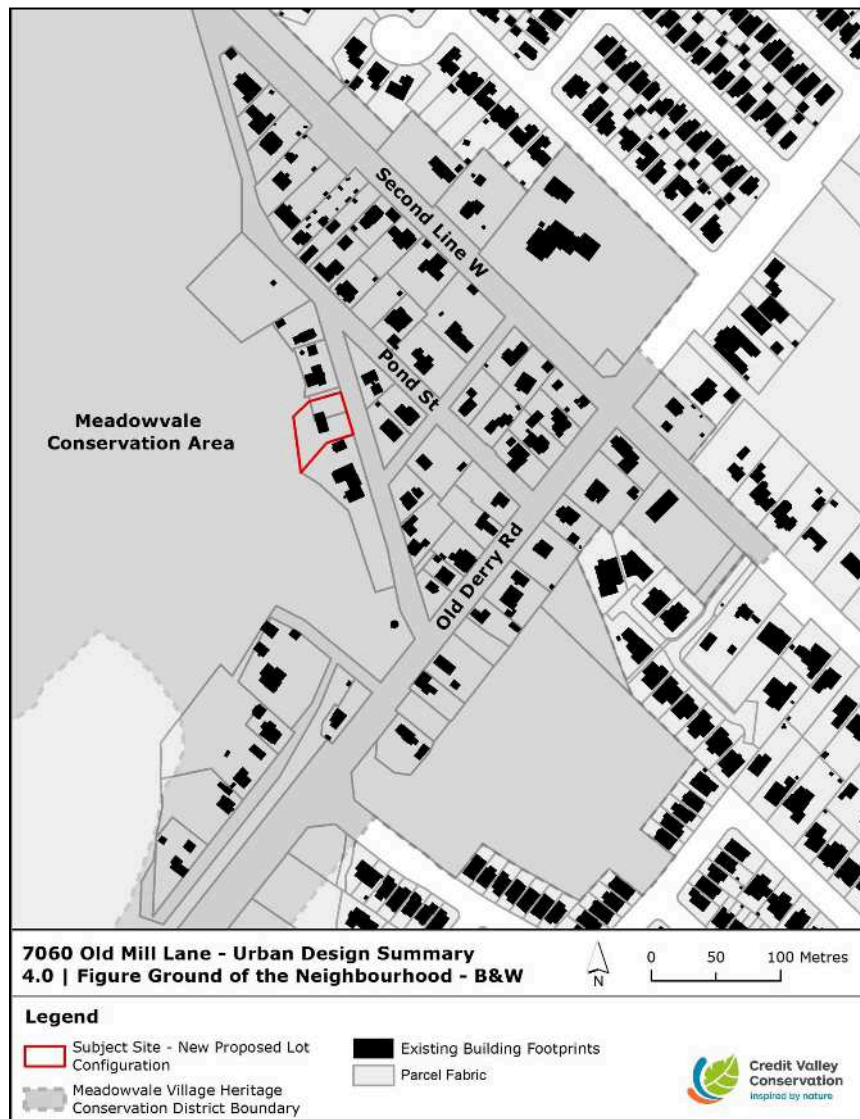 Second Line W
Pond St
Meadowvale
Conservation Area
Old Derry Rd
7060 Old Mill Lane - Urban Design Summary
4.0 | Figure Ground of the Neighbourhood - B&W
N
0 50 100 Metres
Legend
Subject Site - New Proposed Lot
Configuration
Meadowvale Village Heritage
Conservation District Boundary
Existing Building Footprints
Parcel Fabric
Credit Valley
Conservation
inspired by nature